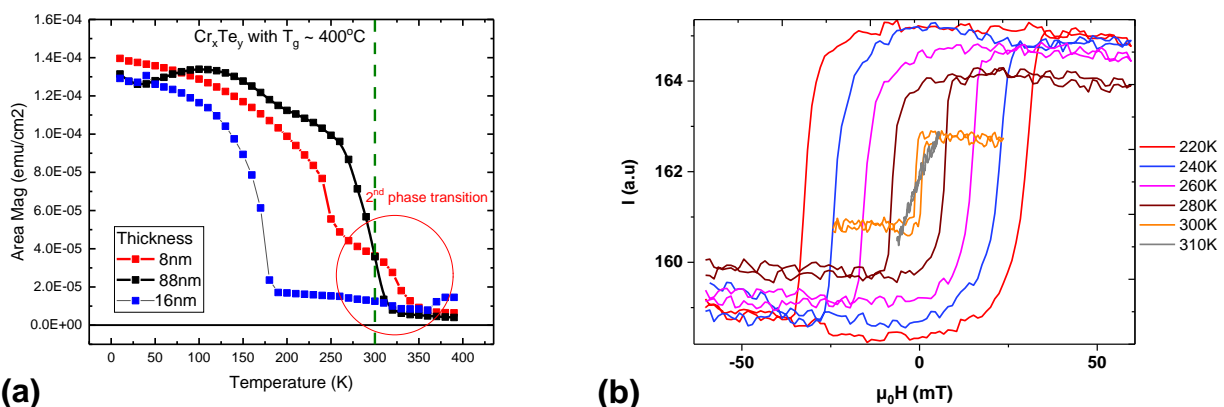 Cr_xTe_y with T_g ~ 400°C
2nd phase transition
Thickness
8nm
88nm
16nm
1.6E-04
1.4E-04
1.2E-04
1.0E-04
8.0E-05
6.0E-05
4.0E-05
2.0E-05
0.0E+00
Area Mag (emu/cm2)
0 50 100 150 200 250 300 350 400
Temperature (K)
(a)
164
162
160
I (a.u)
-50 0 50
μ₀H (mT)
220K
240K
260K
280K
300K
310K
(b)